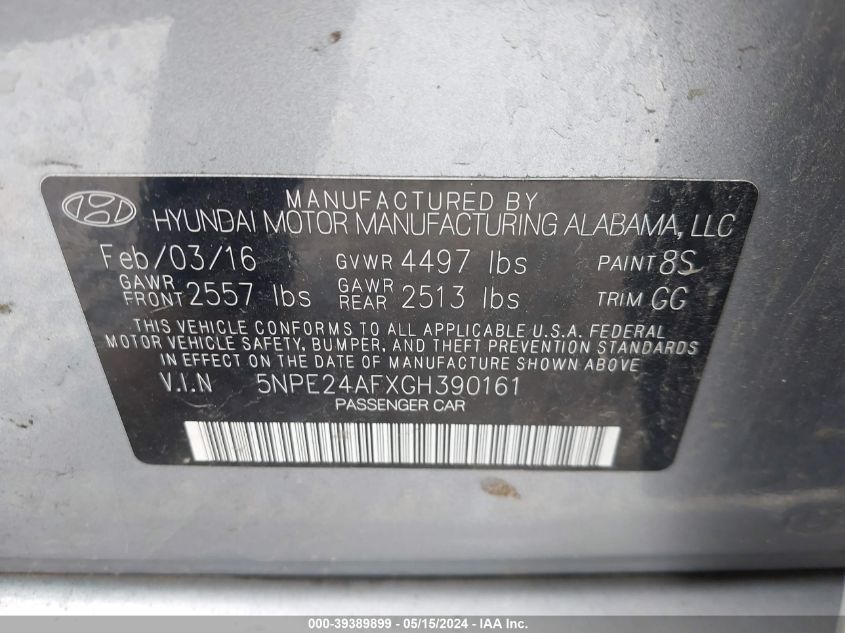 MANUFACTURED BY
HYUNDAI MOTOR MANUFACTURING ALABAMA, LLC
Feb/03/16 GVWR 4497 lbs PAINT 8S
GAWR FRONT 2557 lbs GAWR REAR 2513 lbs TRIM GG
THIS VEHICLE CONFORMS TO ALL APPLICABLE U.S.A. FEDERAL
MOTOR VEHICLE SAFETY, BUMPER, AND THEFT PREVENTION STANDARDS
IN EFFECT ON THE DATE OF MANUFACTURE SHOWN ABOVE
V.I.N 5NPE24AFXGH390161
PASSENGER CAR
000-39389899 - 05/15/2024 - IAA Inc.